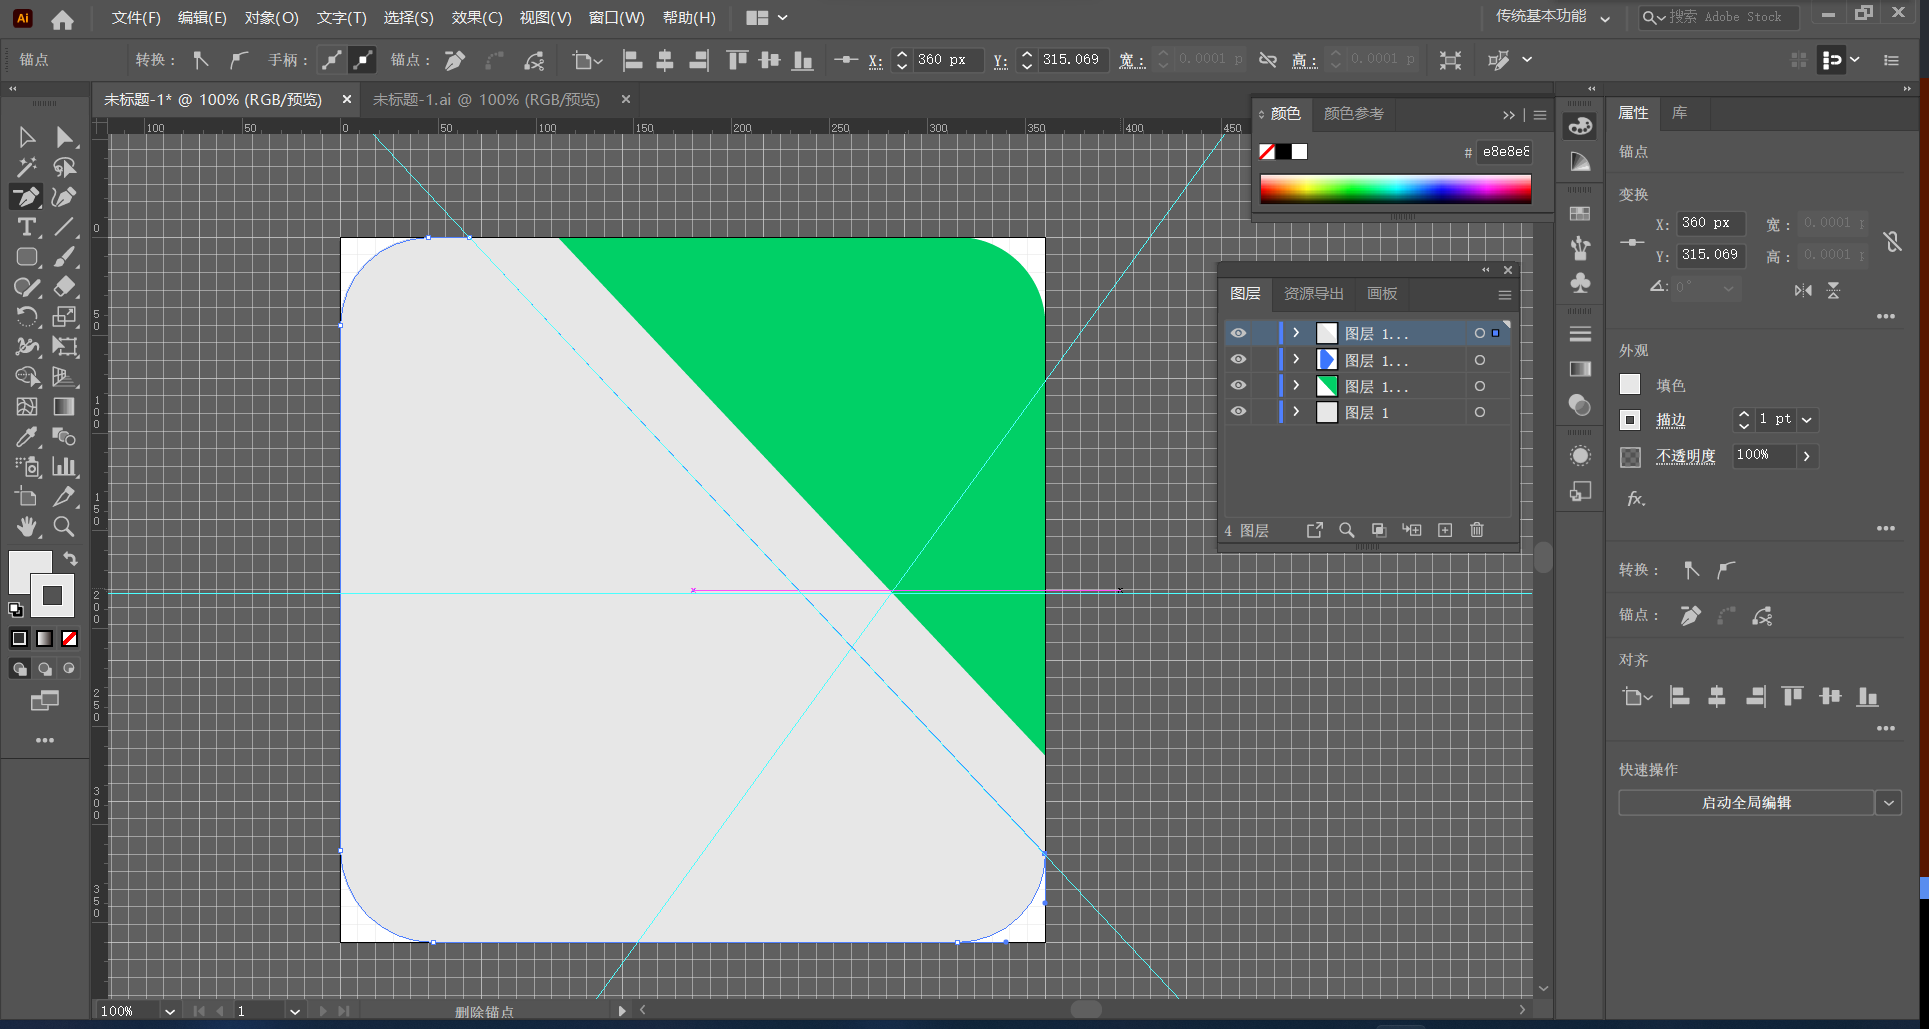 Ai 文件(F) 编辑(E) 对象(O) 文字(T) 选择(S) 效果(C) 视图(V) 窗口(W) 帮助(H) 传统基本功能 搜索 Adobe Stock
锚点 转换： 手柄： 锚点： X: 360 px Y: 315.069 宽： 0.0001 p 高： 0.0001 p
未标题-1* @ 100% (RGB/预览) × 未标题-1.ai @ 100% (RGB/预览) ×
100 50 0 50 100 150 200 250 300 350 400 450
0
50
100
150
200
250
300
350
颜色 颜色参考
# e8e8e8
图层 资源导出 画板
图层 1...
图层 1...
图层 1...
图层 1
4 图层
属性 库
锚点
变换
X: 360 px 宽： 0.0001 p
Y: 315.069 高： 0.0001 p
0°
外观
填色
描边 1 pt
不透明度 100%
fx.
转换：
锚点：
对齐
快速操作
启动全局编辑
100% 1 删除锚点